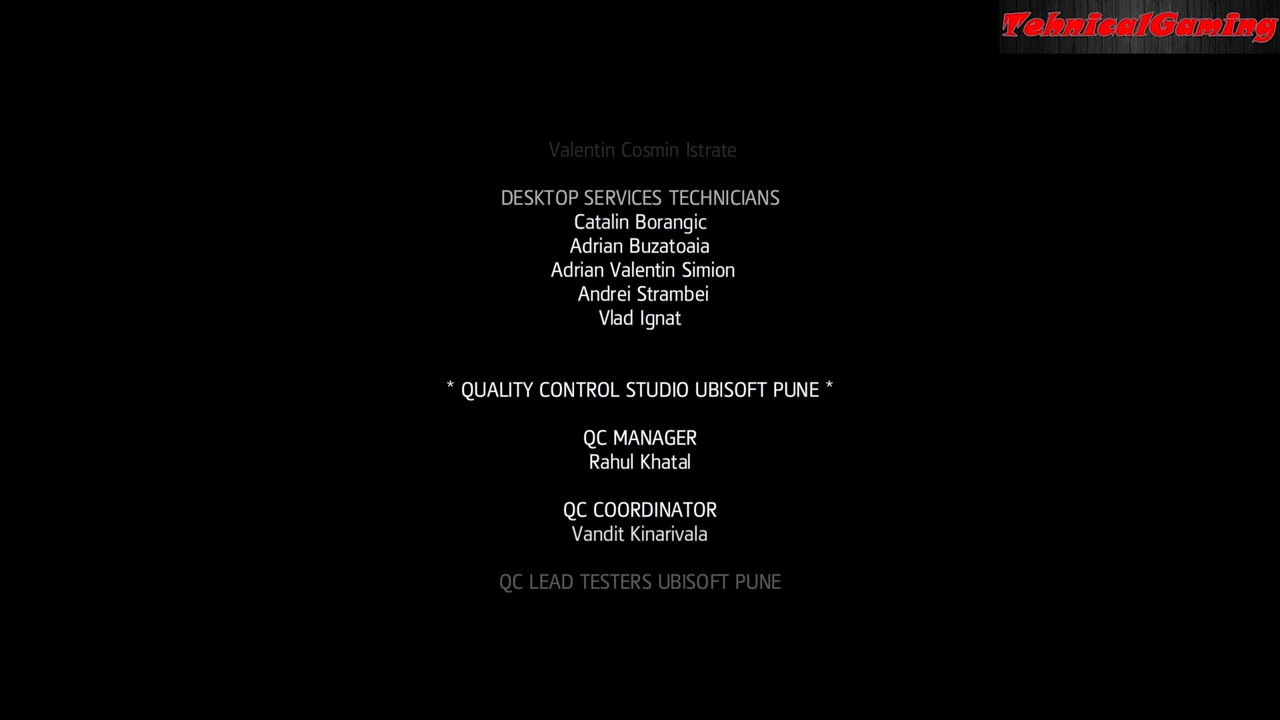 TehnicalGaming
Valentin Cosmin Istrate
DESKTOP SERVICES TECHNICIANS
Catalin Borangic
Adrian Buzatoaia
Adrian Valentin Simion
Andrei Strambei
Vlad Ignat
* QUALITY CONTROL STUDIO UBISOFT PUNE *
QC MANAGER
Rahul Khatal
QC COORDINATOR
Vandit Kinarivala
QC LEAD TESTERS UBISOFT PUNE